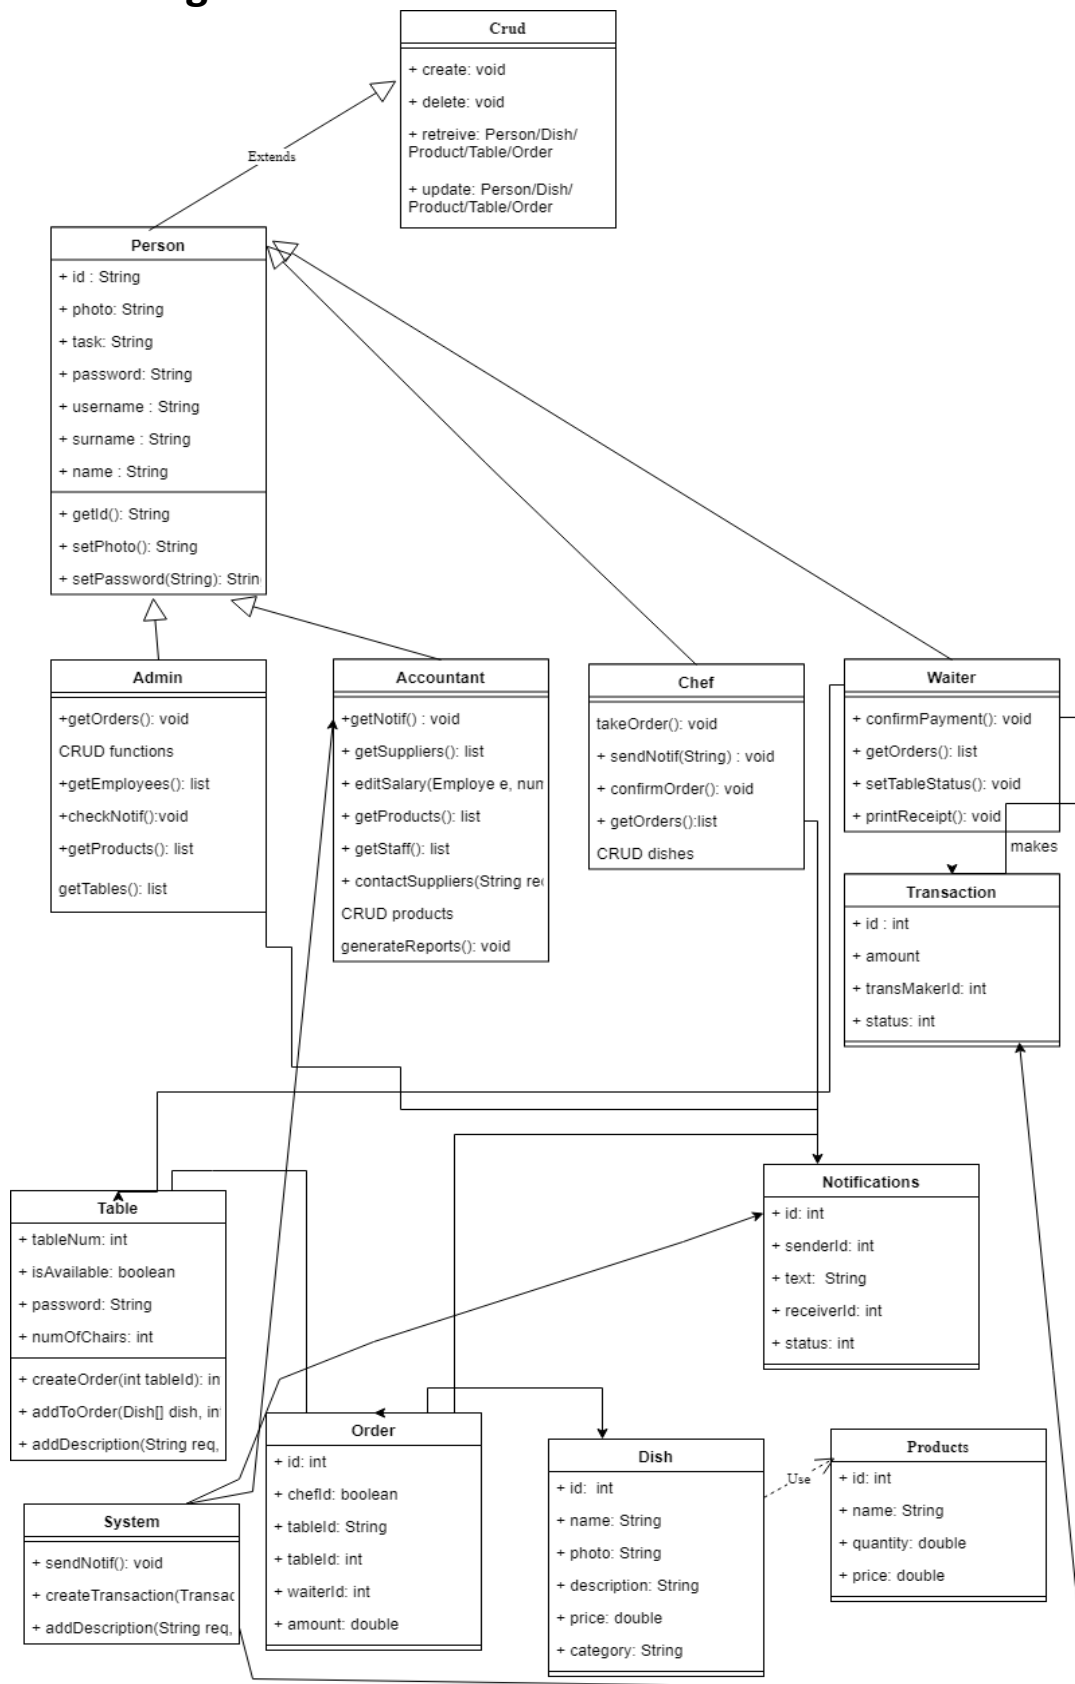 Crud
+ create: void
+ delete: void
+ retreive: Person/Dish/
Product/Table/Order
+ update: Person/Dish/
Product/Table/Order
Extends
Person
+ id : String
+ photo: String
+ task: String
+ password: String
+ username : String
+ surname : String
+ name : String
+ getId(): String
+ setPhoto(): String
+ setPassword(String): Strin
Admin
+getOrders(): void
CRUD functions
+getEmployees(): list
+checkNotif():void
+getProducts(): list
getTables(): list
Accountant
+getNotif() : void
+ getSuppliers(): list
+ editSalary(Employe e, num
+ getProducts(): list
+ getStaff(): list
+ contactSuppliers(String re
CRUD products
generateReports(): void
Chef
takeOrder(): void
+ sendNotif(String) : void
+ confirmOrder(): void
+ getOrders():list
CRUD dishes
Waiter
+ confirmPayment(): void
+ getOrders(): list
+ setTableStatus(): void
+ printReceipt(): void
makes
Transaction
+ id : int
+ amount
+ transMakerId: int
+ status: int
Notifications
+ id: int
+ senderId: int
+ text:  String
+ receiverId: int
+ status: int
Table
+ tableNum: int
+ isAvailable: boolean
+ password: String
+ numOfChairs: int
+ createOrder(int tableId): in
+ addToOrder(Dish[] dish, in
+ addDescription(String req,
System
+ sendNotif(): void
+ createTransaction(Transac
+ addDescription(String req,
Order
+ id: int
+ chefId: boolean
+ tableId: String
+ tableId: int
+ waiterId: int
+ amount: double
Dish
+ id:  int
+ name: String
+ photo: String
+ description: String
+ price: double
+ category: String
Use
Products
+ id: int
+ name: String
+ quantity: double
+ price: double